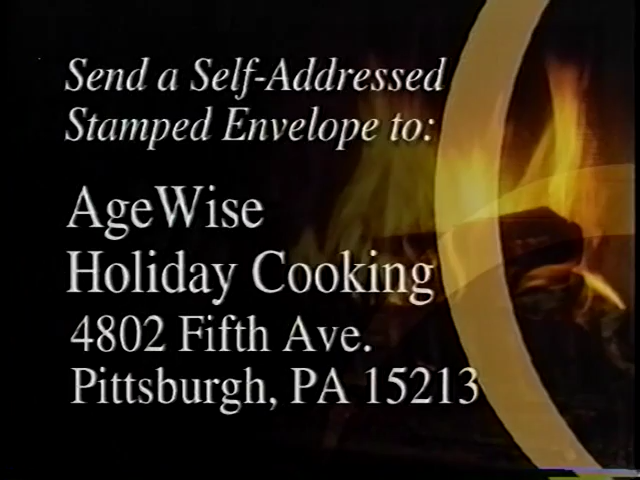 Send a Self-Addressed
Stamped Envelope to:
AgeWise
Holiday Cooking
4802 Fifth Ave.
Pittsburgh, PA 15213